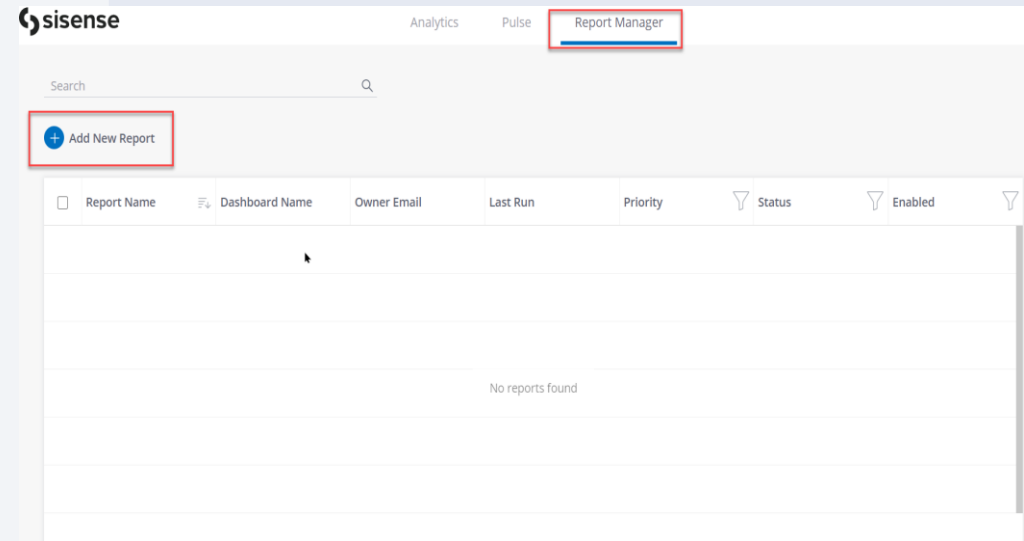 sisense
Analytics Pulse Report Manager
Search
Add New Report
Report Name Dashboard Name Owner Email Last Run Priority Status Enabled
No reports found